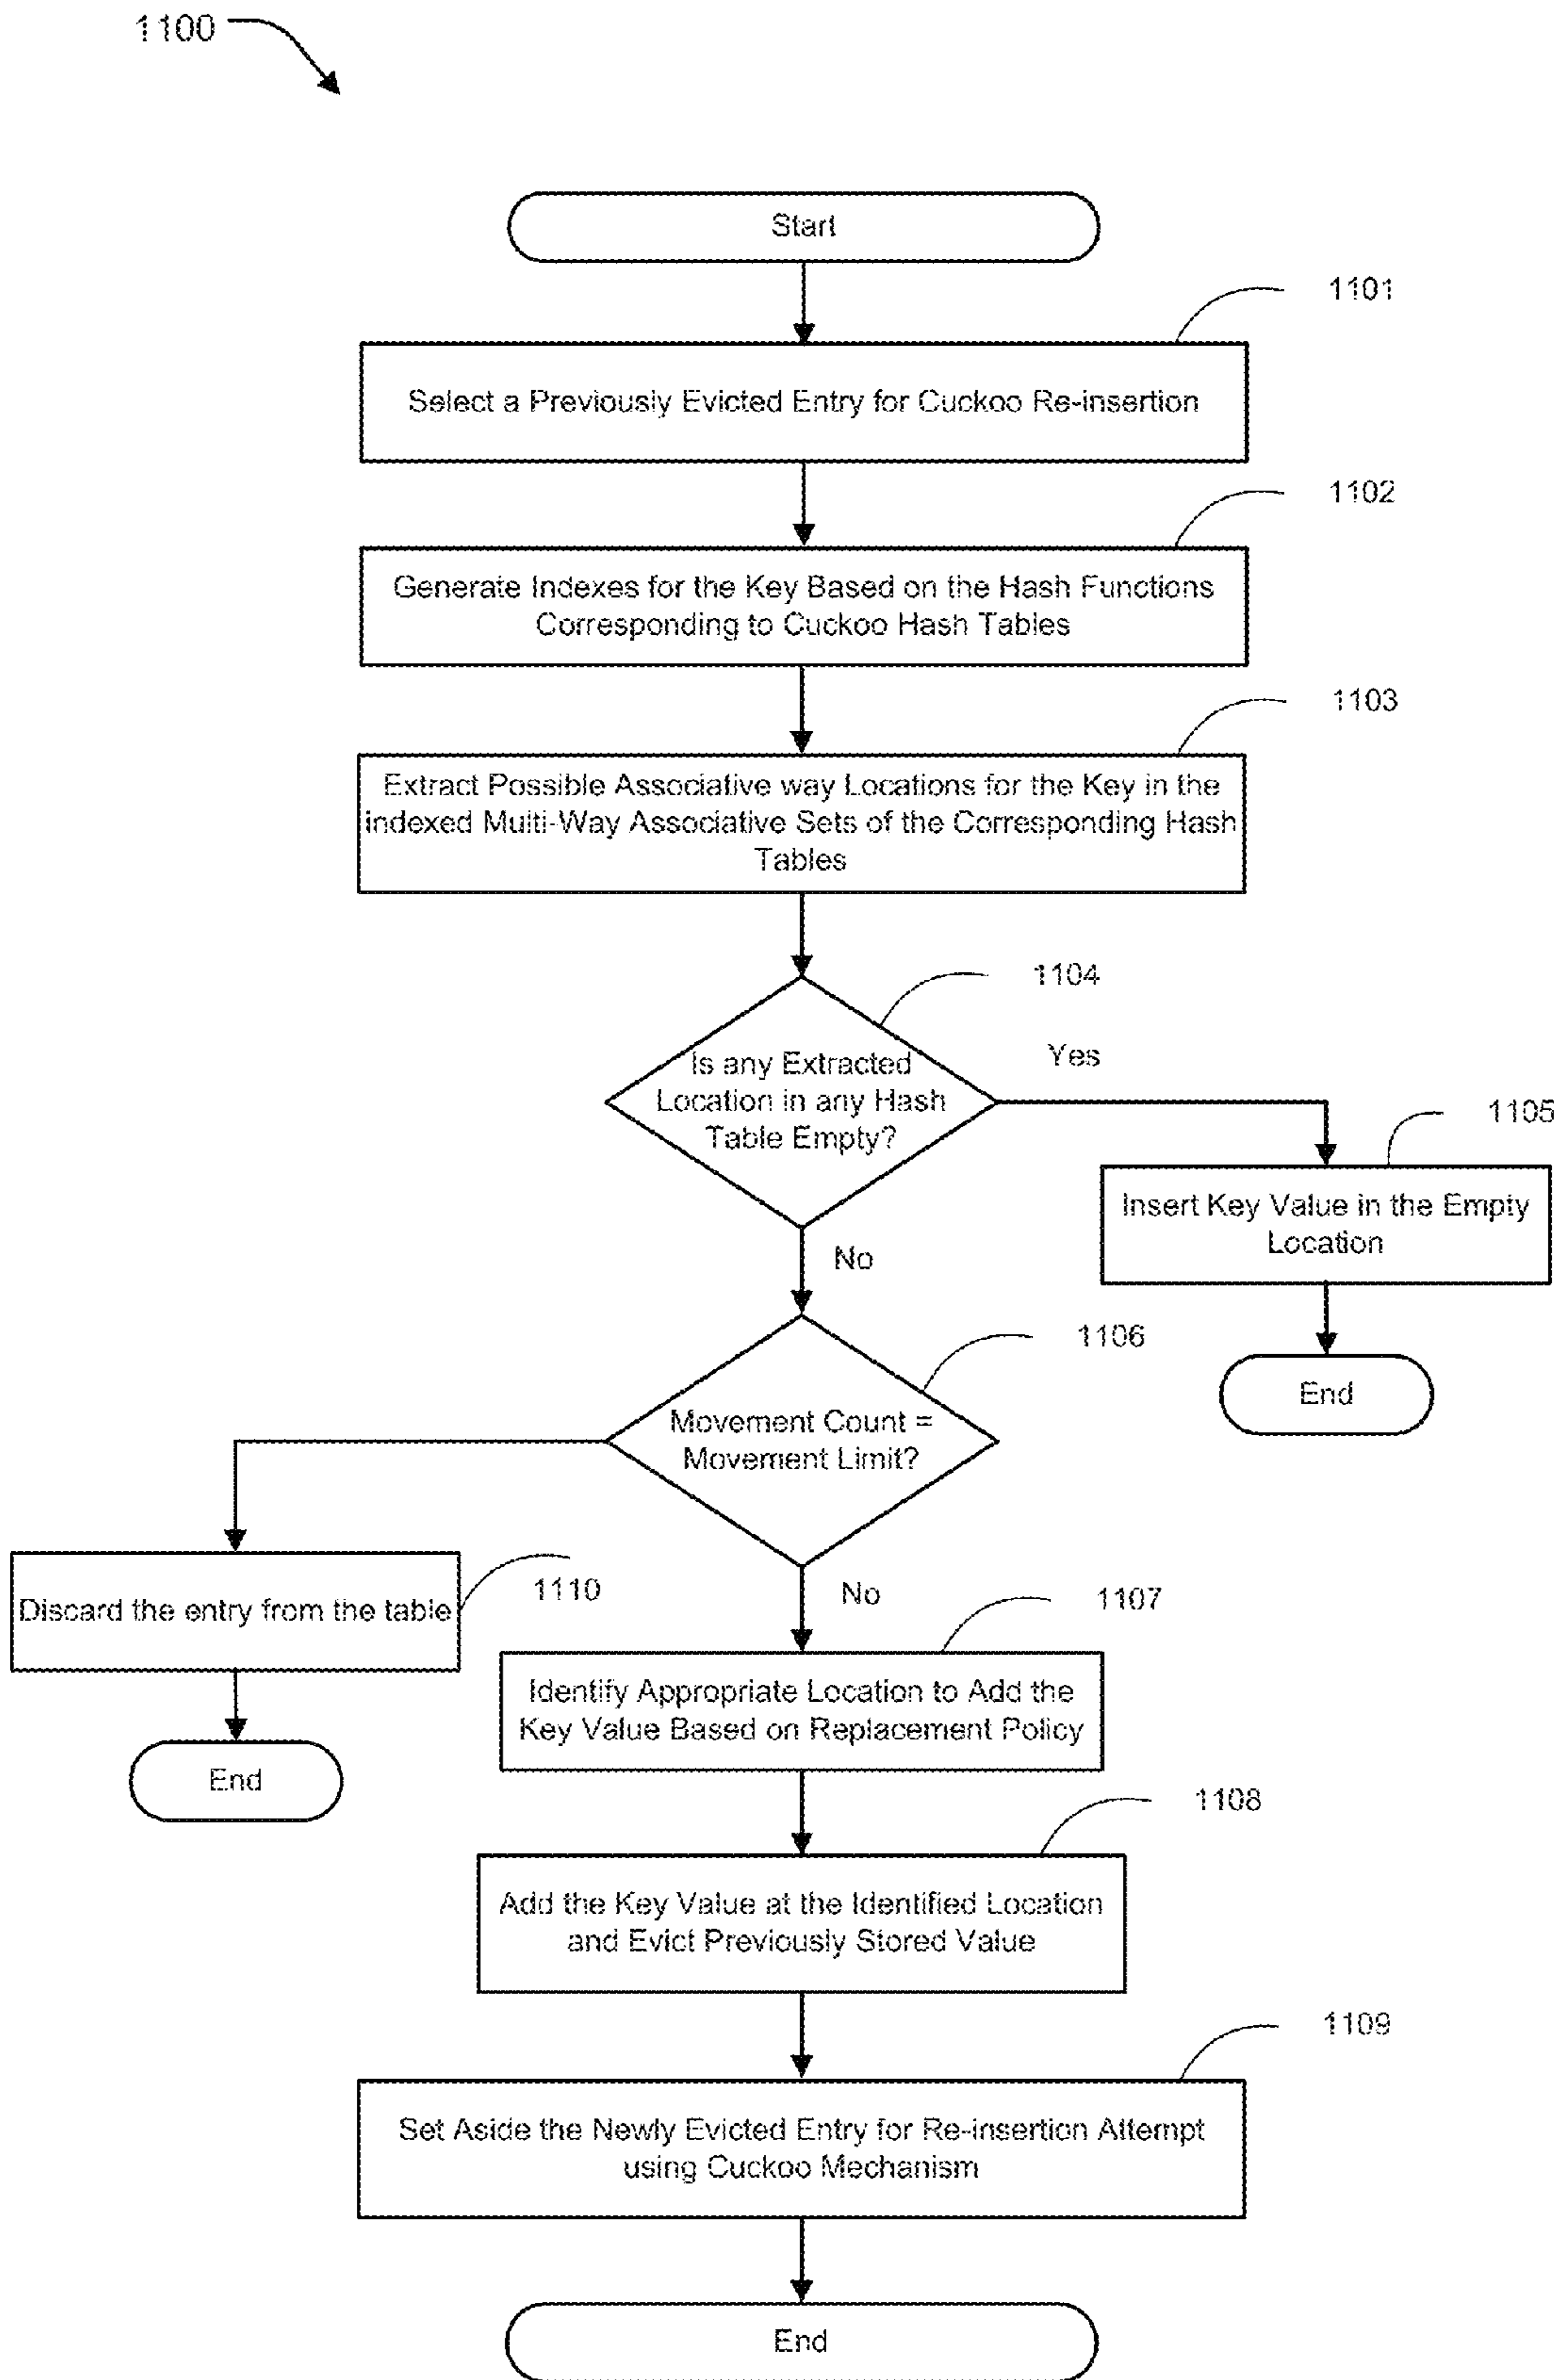 1100
Start
1101
Select a Previously Evicted Entry for Cuckoo Re-insertion
1102
Generate Indexes for the Key Based on the Hash Functions
Corresponding to Cuckoo Hash Tables
1103
Extract Possible Associative way Locations for the Key in the
indexed Multi-Way Associative Sets of the Corresponding Hash
Tables
1104
Is any Extracted
Location in any Hash
Table Empty?
Yes
1105
Insert Key Value in the Empty
Location
End
No
1106
Movement Count =
Movement Limit?
1110
Discard the entry from the table
End
No
1107
Identify Appropriate Location to Add the
Key Value Based on Replacement Policy
1108
Add the Key Value at the Identified Location
and Evict Previously Stored Value
1109
Set Aside the Newly Evicted Entry for Re-insertion Attempt
using Cuckoo Mechanism
End